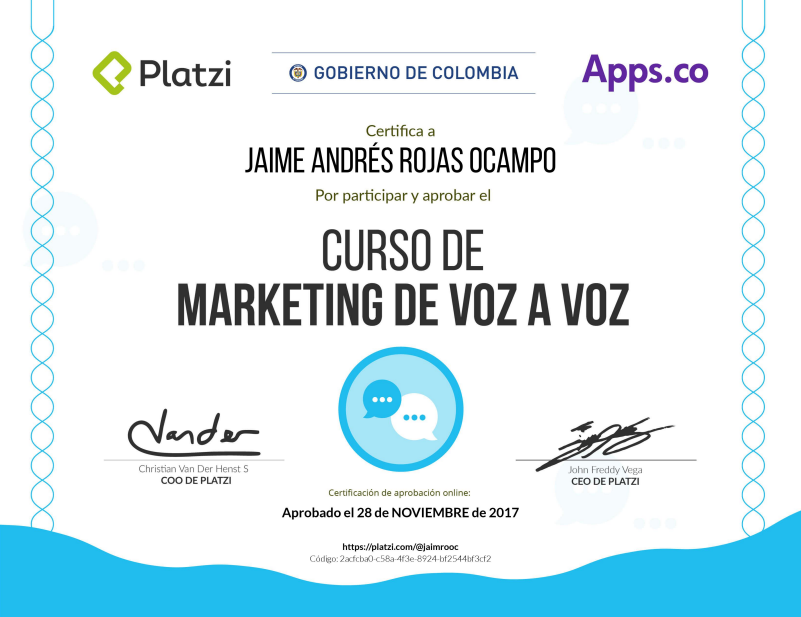 Platzi
GOBIERNO DE COLOMBIA
Apps.co
Certifica a
JAIME ANDRÉS ROJAS OCAMPO
Por participar y aprobar el
CURSO DE
MARKETING DE VOZ A VOZ
Vander
Christian Van Der Henst S
COO DE PLATZI
John Freddy Vega
CEO DE PLATZI
Certificación de aprobación online:
Aprobado el 28 de NOVIEMBRE de 2017
https://platzi.com/@jaimrooc
Código: 2acfcba0-c58a-4f3e-8924-bf2544bf3cf2